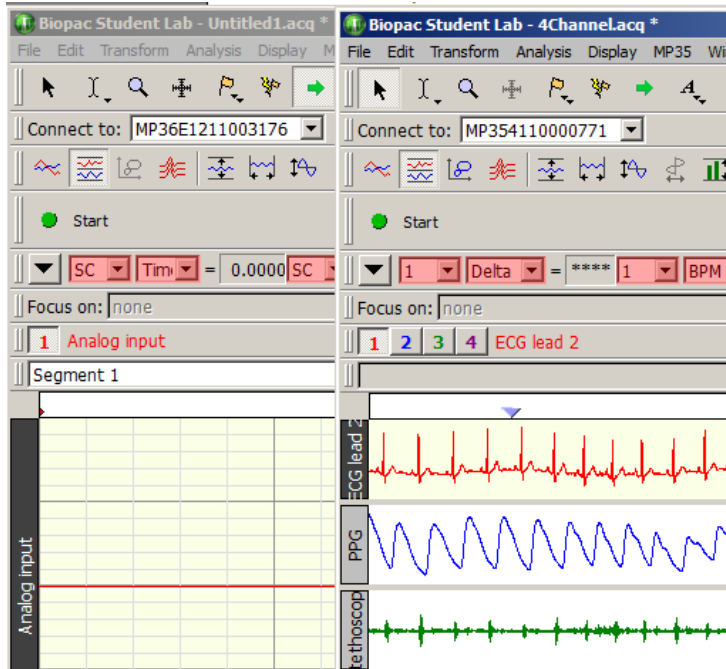 Biopac Student Lab - Untitled1.acq *
File Edit Transform Analysis Display M
Connect to: MP36E1211003176
Start
SC Tim = 0.0000 SC
Focus on: none
1 Analog input
Segment 1
Analog input
Biopac Student Lab - 4Channel.acq *
File Edit Transform Analysis Display MP35 Wi
A
Connect to: MP354110000771
Start
1 Delta = **** 1 BPM
Focus on: none
1 2 3 4 ECG lead 2
ECG lead 2
PPG
tethoscop